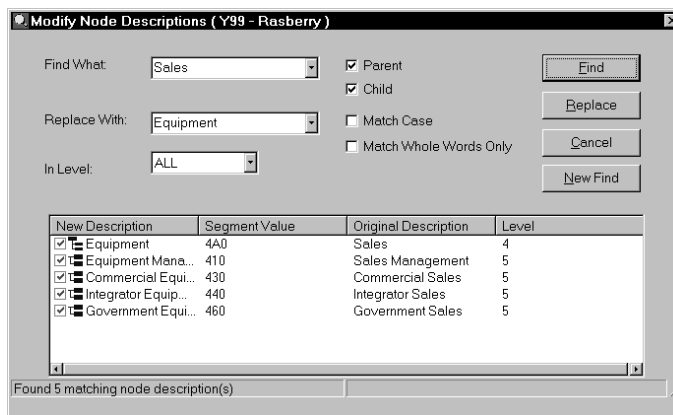 Modify Node Descriptions ( Y99 - Rasberry )
Find What: Sales
Parent
Find
Child
Replace
Replace With: Equipment
Match Case
Cancel
Match Whole Words Only
In Level: ALL
New Find
New Description Segment Value Original Description Level
Equipment 4A0 Sales 4
Equipment Mana... 410 Sales Management 5
Commercial Equi... 430 Commercial Sales 5
Integrator Equip... 440 Integrator Sales 5
Government Equi... 460 Government Sales 5
Found 5 matching node description(s)